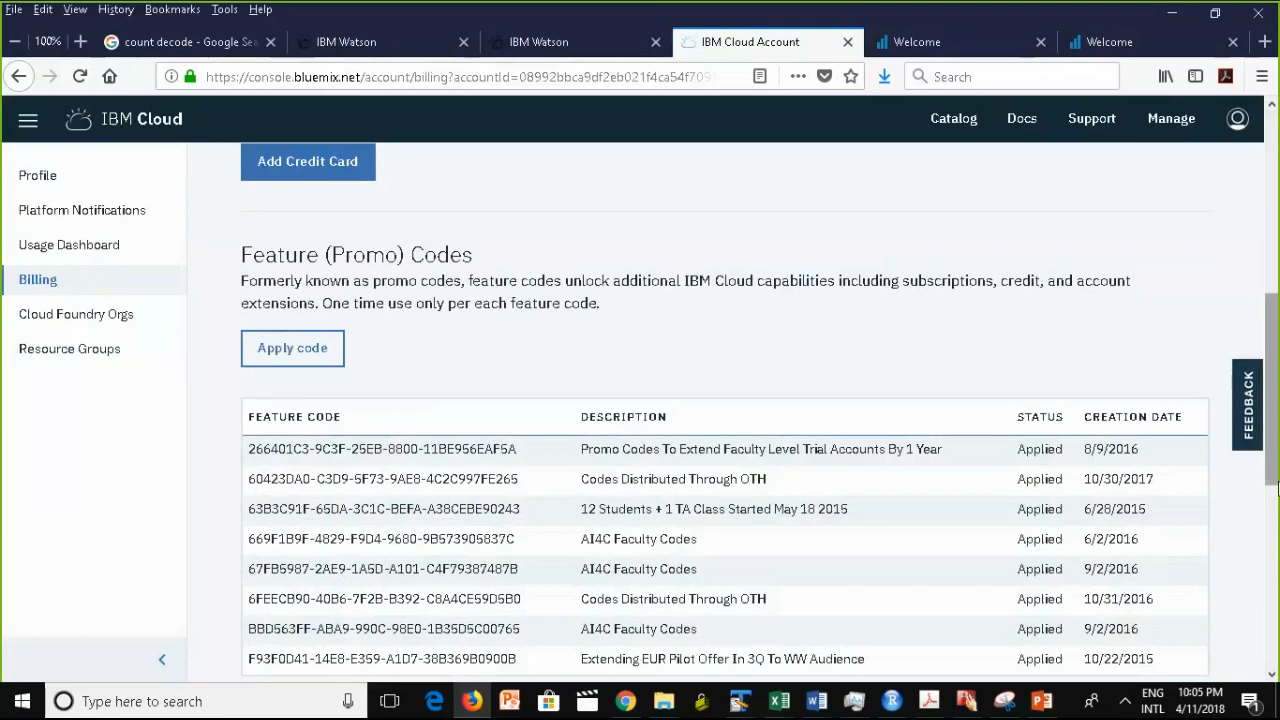 File Edit View History Bookmarks Tools Help
100% count decode - Google Sea IBM Watson IBM Watson IBM Cloud Account Welcome Welcome
https://console.bluemix.net/account/billing?accountId=08992bbca9df2eb021f4ca54f709 Search
IBM Cloud Catalog Docs Support Manage
Profile
Platform Notifications
Usage Dashboard
Billing
Cloud Foundry Orgs
Resource Groups
Add Credit Card
Feature (Promo) Codes
Formerly known as promo codes, feature codes unlock additional IBM Cloud capabilities including subscriptions, credit, and account
extensions. One time use only per each feature code.
Apply code
FEEDBACK
FEATURE CODE DESCRIPTION STATUS CREATION DATE
266401C3-9C3F-25EB-8800-11BE956EAF5A Promo Codes To Extend Faculty Level Trial Accounts By 1 Year Applied 8/9/2016
60423DA0-C3D9-5F73-9AE8-4C2C997FE265 Codes Distributed Through OTH Applied 10/30/2017
63B3C91F-65DA-3C1C-BEFA-A38CEBE90243 12 Students + 1 TA Class Started May 18 2015 Applied 6/28/2015
669F1B9F-4829-F9D4-9680-9B573905837C AI4C Faculty Codes Applied 6/2/2016
67FB5987-2AE9-1A5D-A101-C4F79387487B AI4C Faculty Codes Applied 9/2/2016
6FEECB90-40B6-7F2B-B392-C8A4CE59D5B0 Codes Distributed Through OTH Applied 10/31/2016
BBD563FF-ABA9-990C-98E0-1B35D5C00765 AI4C Faculty Codes Applied 9/2/2016
F93F0D41-14E8-E359-A1D7-38B369B0900B Extending EUR Pilot Offer In 3Q To WW Audience Applied 10/22/2015
Type here to search ENG 10:05 PM
INTL 4/11/2018